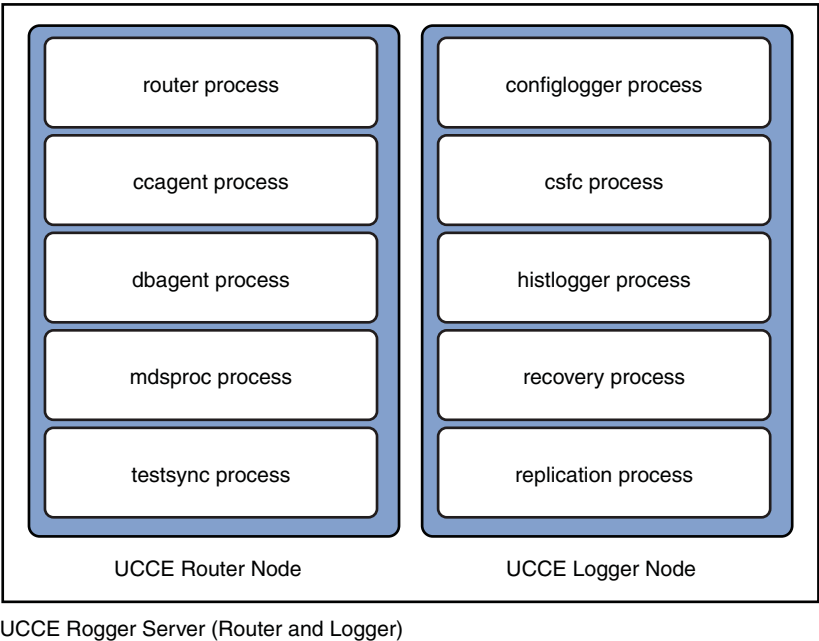 router process
ccagent process
dbagent process
mdsproc process
testsync process
UCCE Router Node
configlogger process
csfc process
histlogger process
recovery process
replication process
UCCE Logger Node
UCCE Rogger Server (Router and Logger)